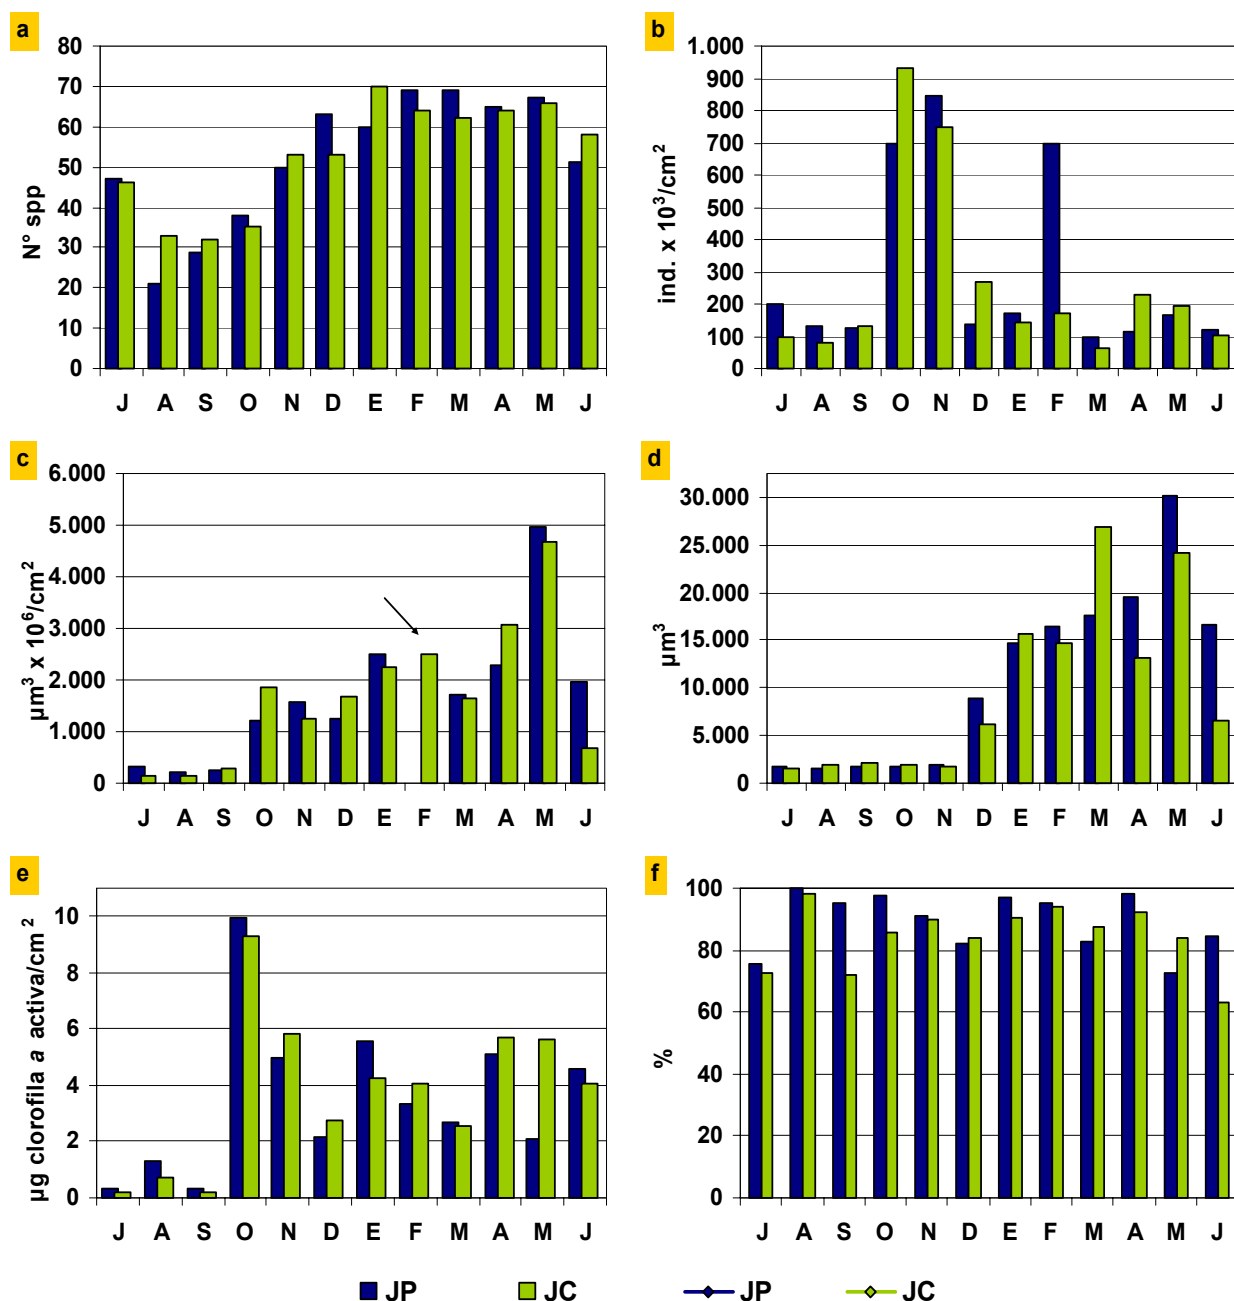 a
N° spp
80
70
60
50
40
30
20
10
0
J A S O N D E F M A M J
b
ind. x 10³/cm²
1.000
900
800
700
600
500
400
300
200
100
0
J A S O N D E F M A M J
c
µm³ x 10⁶/cm²
6.000
5.000
4.000
3.000
2.000
1.000
0
J A S O N D E F M A M J
d
µm³
30.000
25.000
20.000
15.000
10.000
5.000
0
J A S O N D E F M A M J
e
µg clorofila a activa/cm²
10
8
6
4
2
0
J A S O N D E F M A M J
f
%
100
80
60
40
20
0
J A S O N D E F M A M J
JP JC JP JC